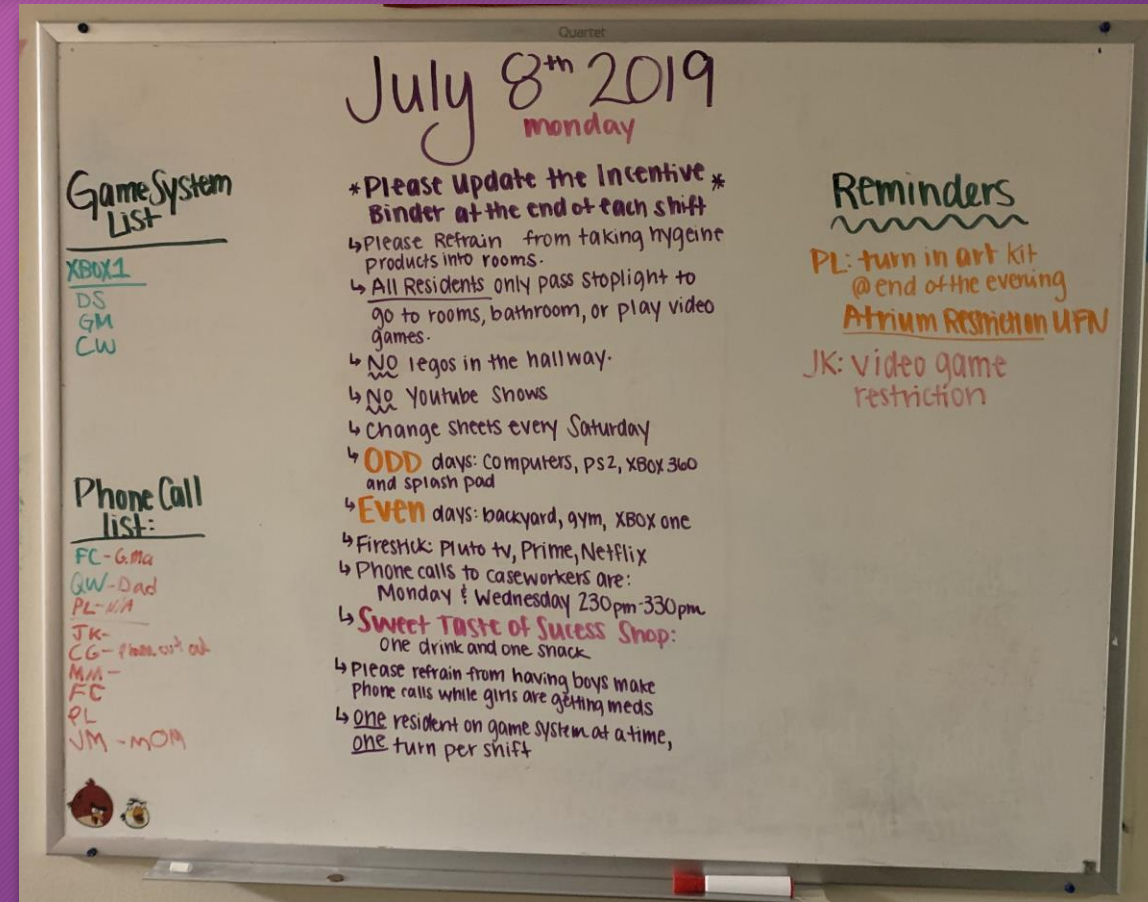 Quartet
July 8th 2019
monday
Game System
List
XBOX1
DS
GM
CW
Phone Call
list:
FC-G.ma
QW-Dad
PL-N/A
JK-
CG-
MM-
FC
PL
JM-MOM
*Please Update the Incentive *
Binder at the end of each shift
↳Please Refrain from taking hygeine
products into rooms.
↳All Residents only pass stoplight to
go to rooms, bathroom, or play video
games.
↳NO legos in the hallway.
↳NO Youtube Shows
↳Change sheets every Saturday
↳ODD days: Computers, PS2, XBOX 360
and splash pad
↳Even days: backyard, gym, XBOX one
↳Firestick: Pluto tv, Prime, Netflix
↳Phone calls to caseworkers are:
Monday & Wednesday 230pm-330pm
↳Sweet Taste of Sucess Shop:
one drink and one snack
↳Please refrain from having boys make
phone calls while girls are getting meds
↳one resident on game system at a time,
one turn per shift
Reminders
PL: turn in art kit
@ end of the evening
Atrium Restriction UFN
JK: video game
restriction